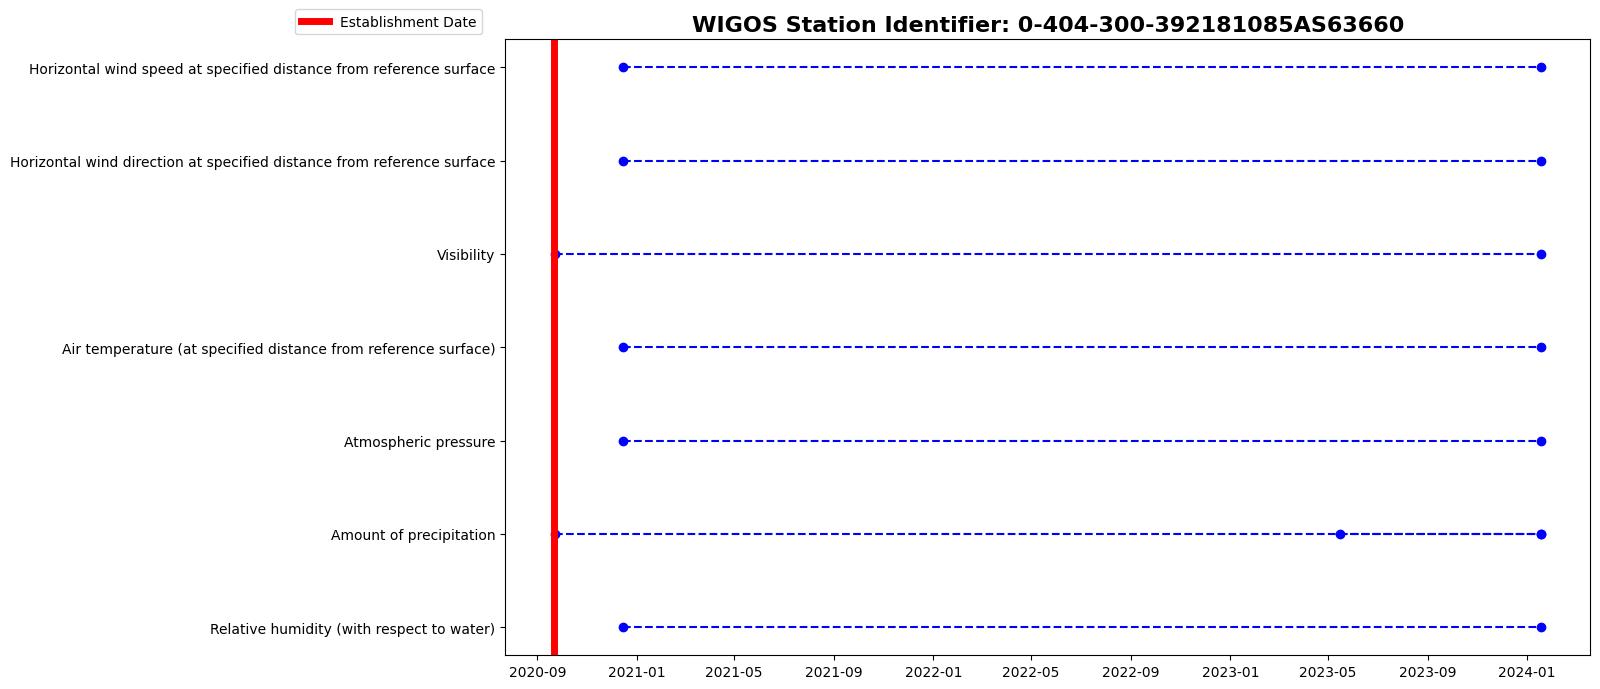 Establishment Date
WIGOS Station Identifier: 0-404-300-392181085AS63660
Horizontal wind speed at specified distance from reference surface
Horizontal wind direction at specified distance from reference surface
Visibility
Air temperature (at specified distance from reference surface)
Atmospheric pressure
Amount of precipitation
Relative humidity (with respect to water)
2020-09 2021-01 2021-05 2021-09 2022-01 2022-05 2022-09 2023-01 2023-05 2023-09 2024-01